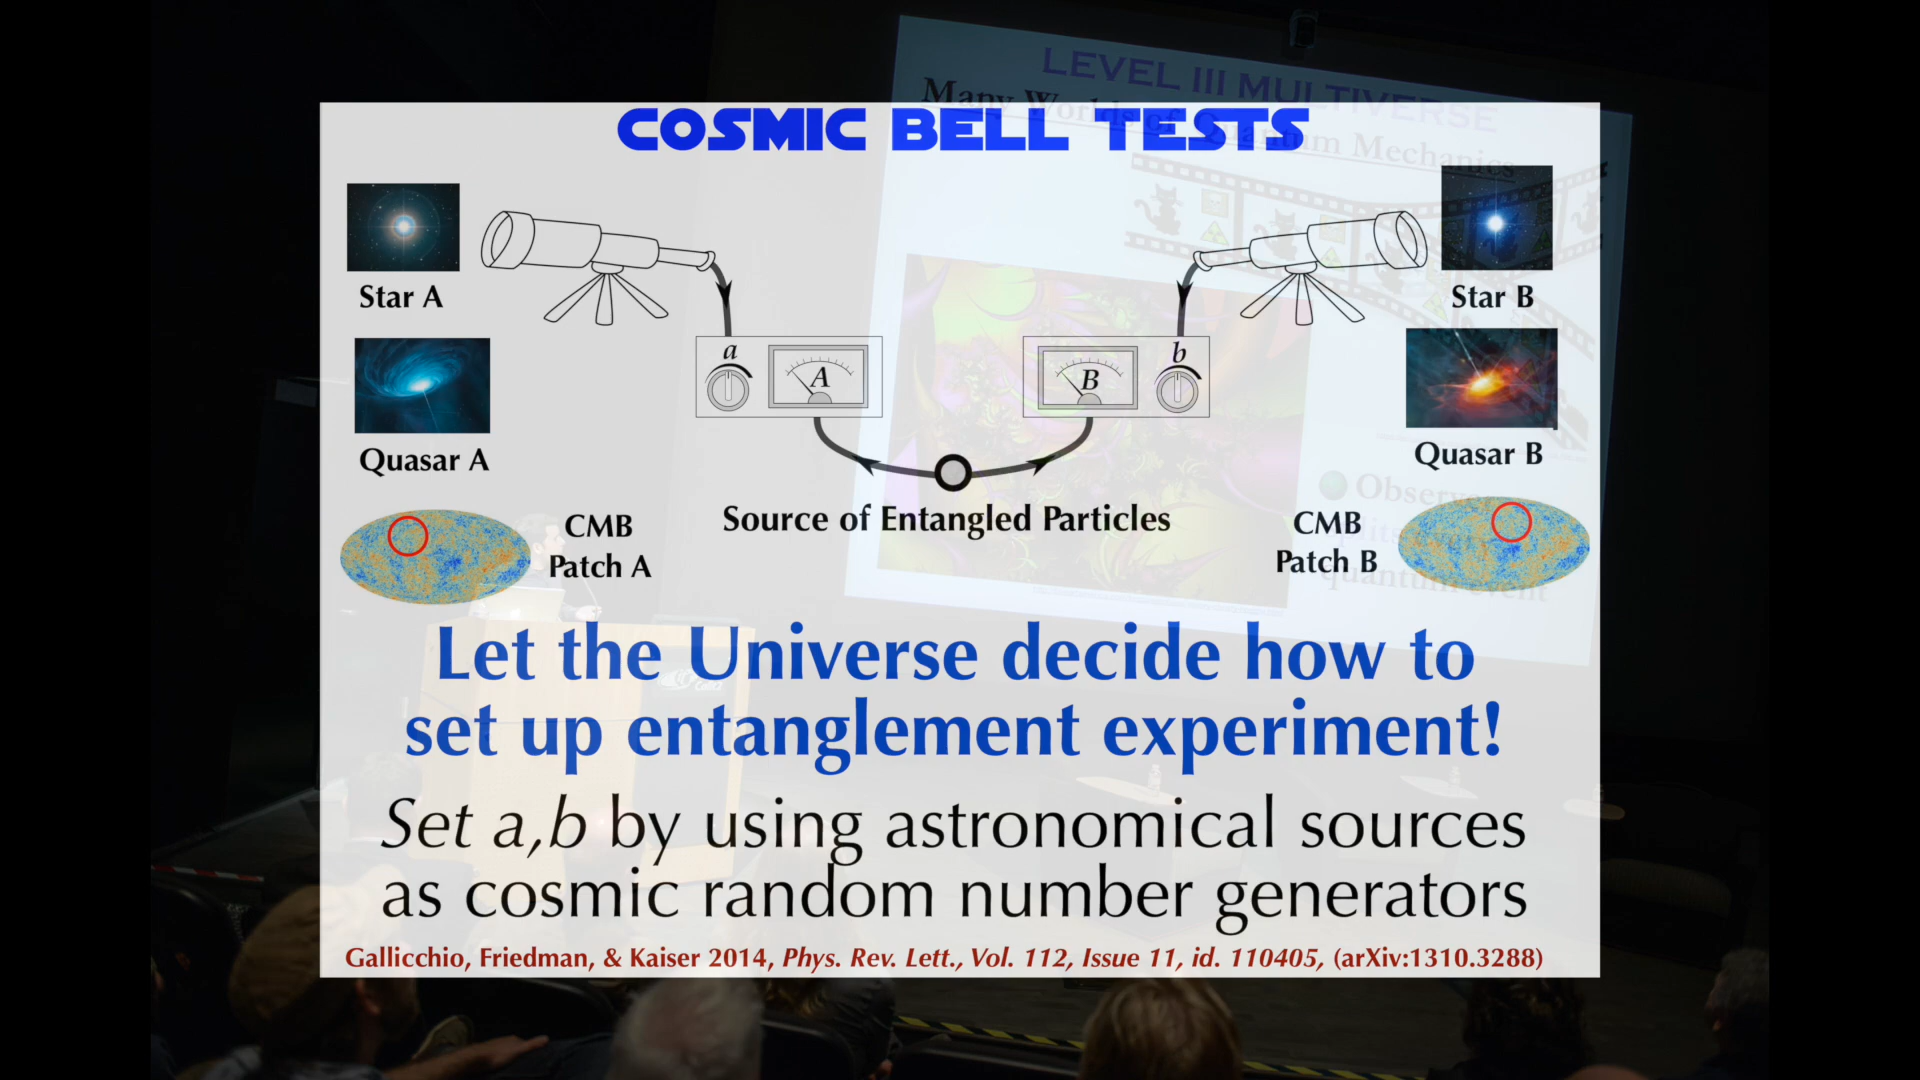 LEVEL III MULTIVERSE
Many Worlds of Quantum Mechanics
COSMIC BELL TESTS
Star A
Star B
a
A
B
b
Quasar A
Quasar B
Source of Entangled Particles
CMB
Patch A
CMB
Patch B
quantum event
Let the Universe decide how to
set up entanglement experiment!
Set a,b by using astronomical sources
as cosmic random number generators
Gallicchio, Friedman, & Kaiser 2014, Phys. Rev. Lett., Vol. 112, Issue 11, id. 110405, (arXiv:1310.3288)